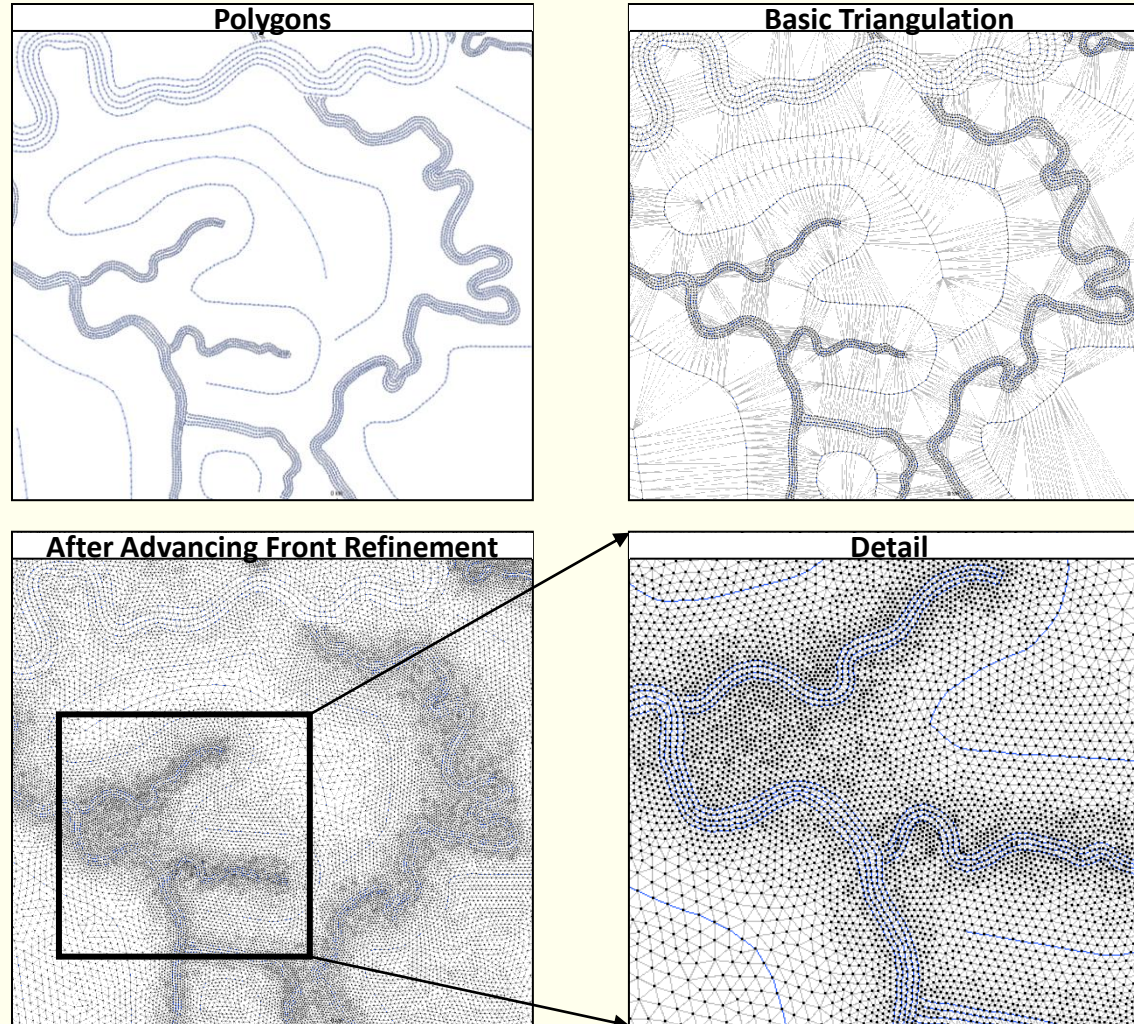 Polygons
Basic Triangulation
After Advancing Front Refinement
Detail